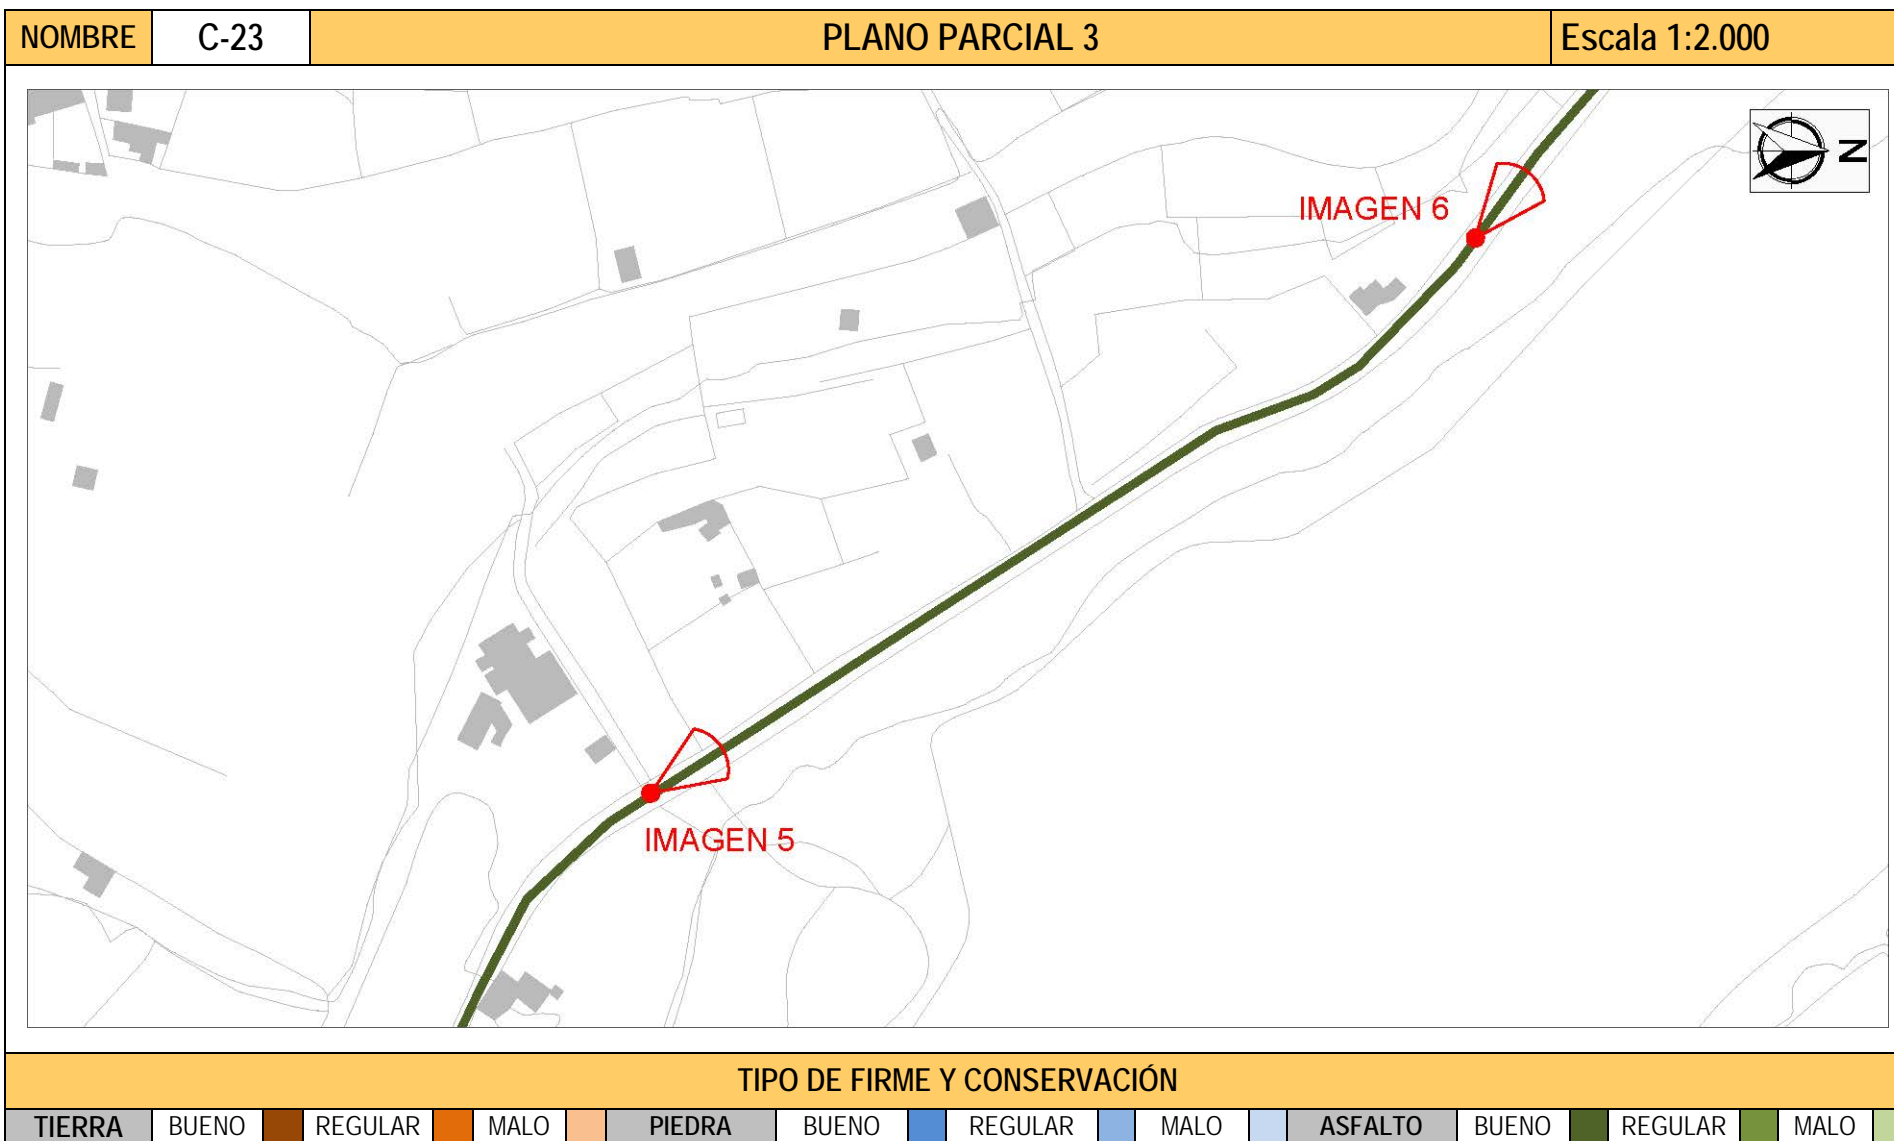 NOMBRE C-23 PLANO PARCIAL 3 Escala 1:2.000
N
IMAGEN 6
IMAGEN 5
TIPO DE FIRME Y CONSERVACIÓN
TIERRA BUENO REGULAR MALO PIEDRA BUENO REGULAR MALO ASFALTO BUENO REGULAR MALO